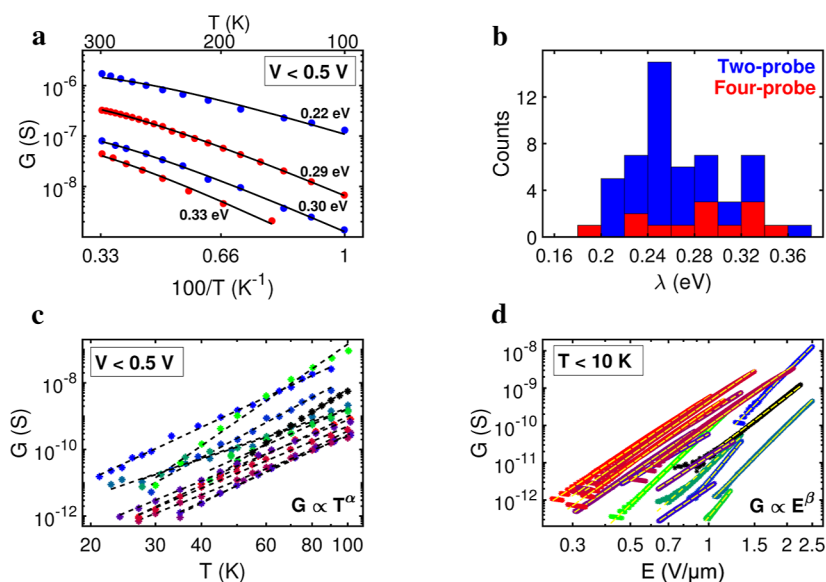 a
T (K)
300 200 100
V < 0.5 V
10⁻⁶
10⁻⁷
10⁻⁸
G (S)
0.22 eV
0.29 eV
0.30 eV
0.33 eV
0.33 0.66 1
100/T (K⁻¹)
b
Two-probe
Four-probe
12
8
4
0
Counts
0.16 0.2 0.24 0.28 0.32 0.36
λ (eV)
c
V < 0.5 V
10⁻⁸
10⁻¹⁰
10⁻¹²
G (S)
G ∝ T^α
20 30 40 60 80 100
T (K)
d
T < 10 K
10⁻⁸
10⁻⁹
10⁻¹⁰
10⁻¹¹
10⁻¹²
G (S)
G ∝ E^β
0.3 0.5 0.7 1 1.5 2 2.5
E (V/μm)